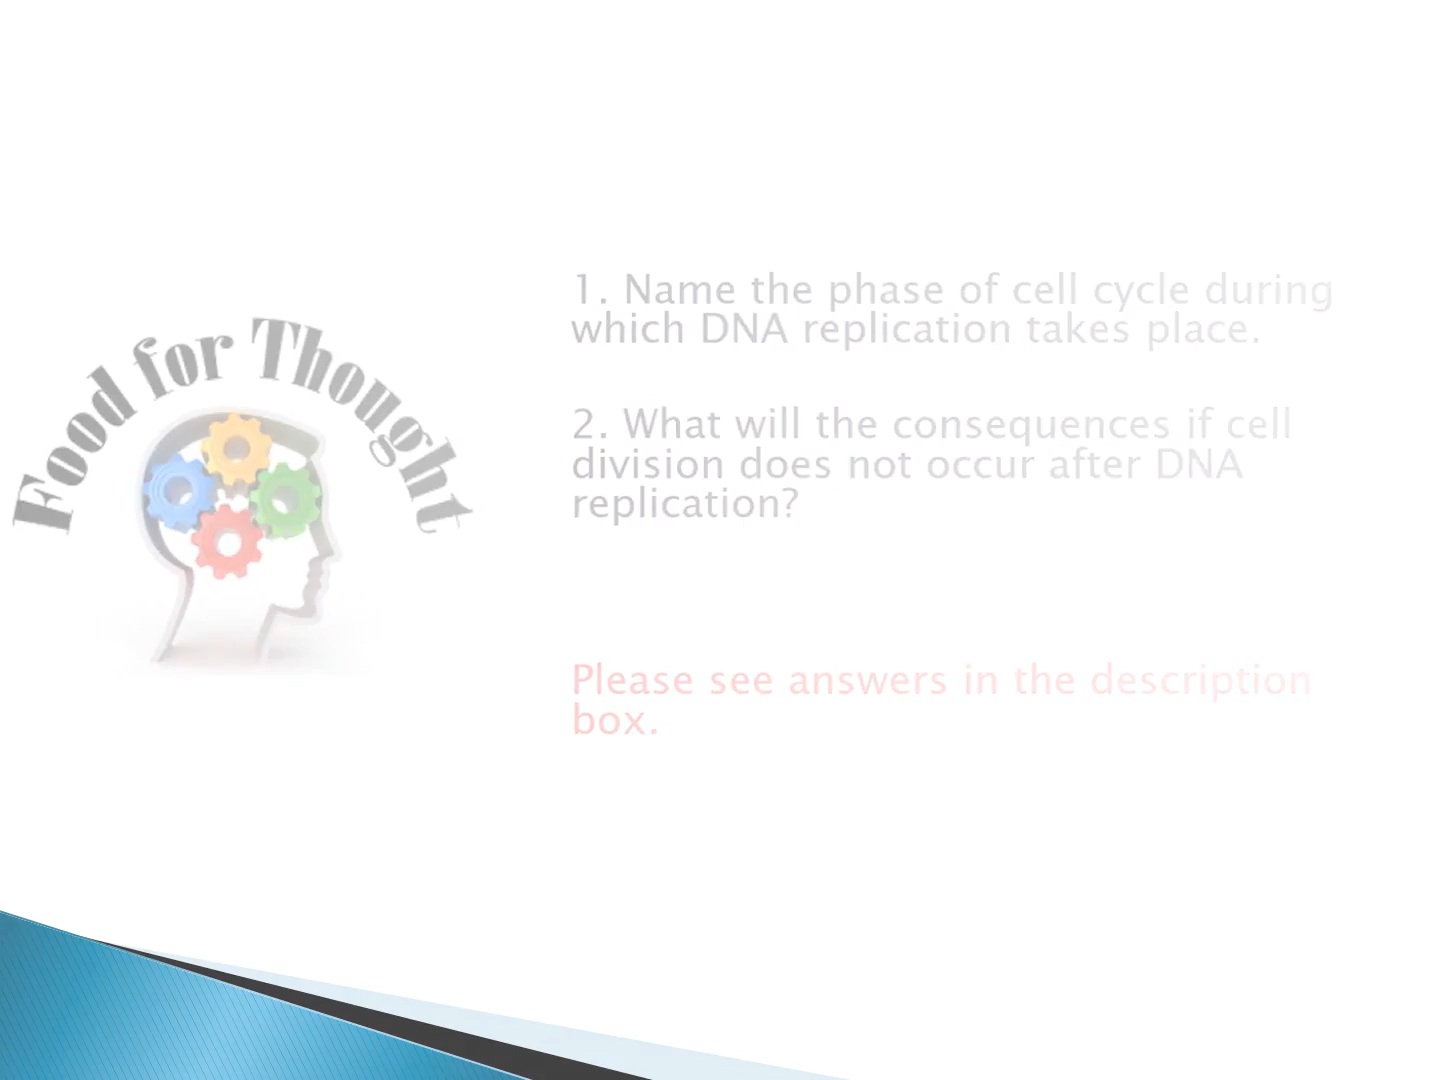 Food for Thought
1. Name the phase of cell cycle during
which DNA replication takes place.
2. What will the consequences if cell
division does not occur after DNA
replication?
Please see answers in the description
box.